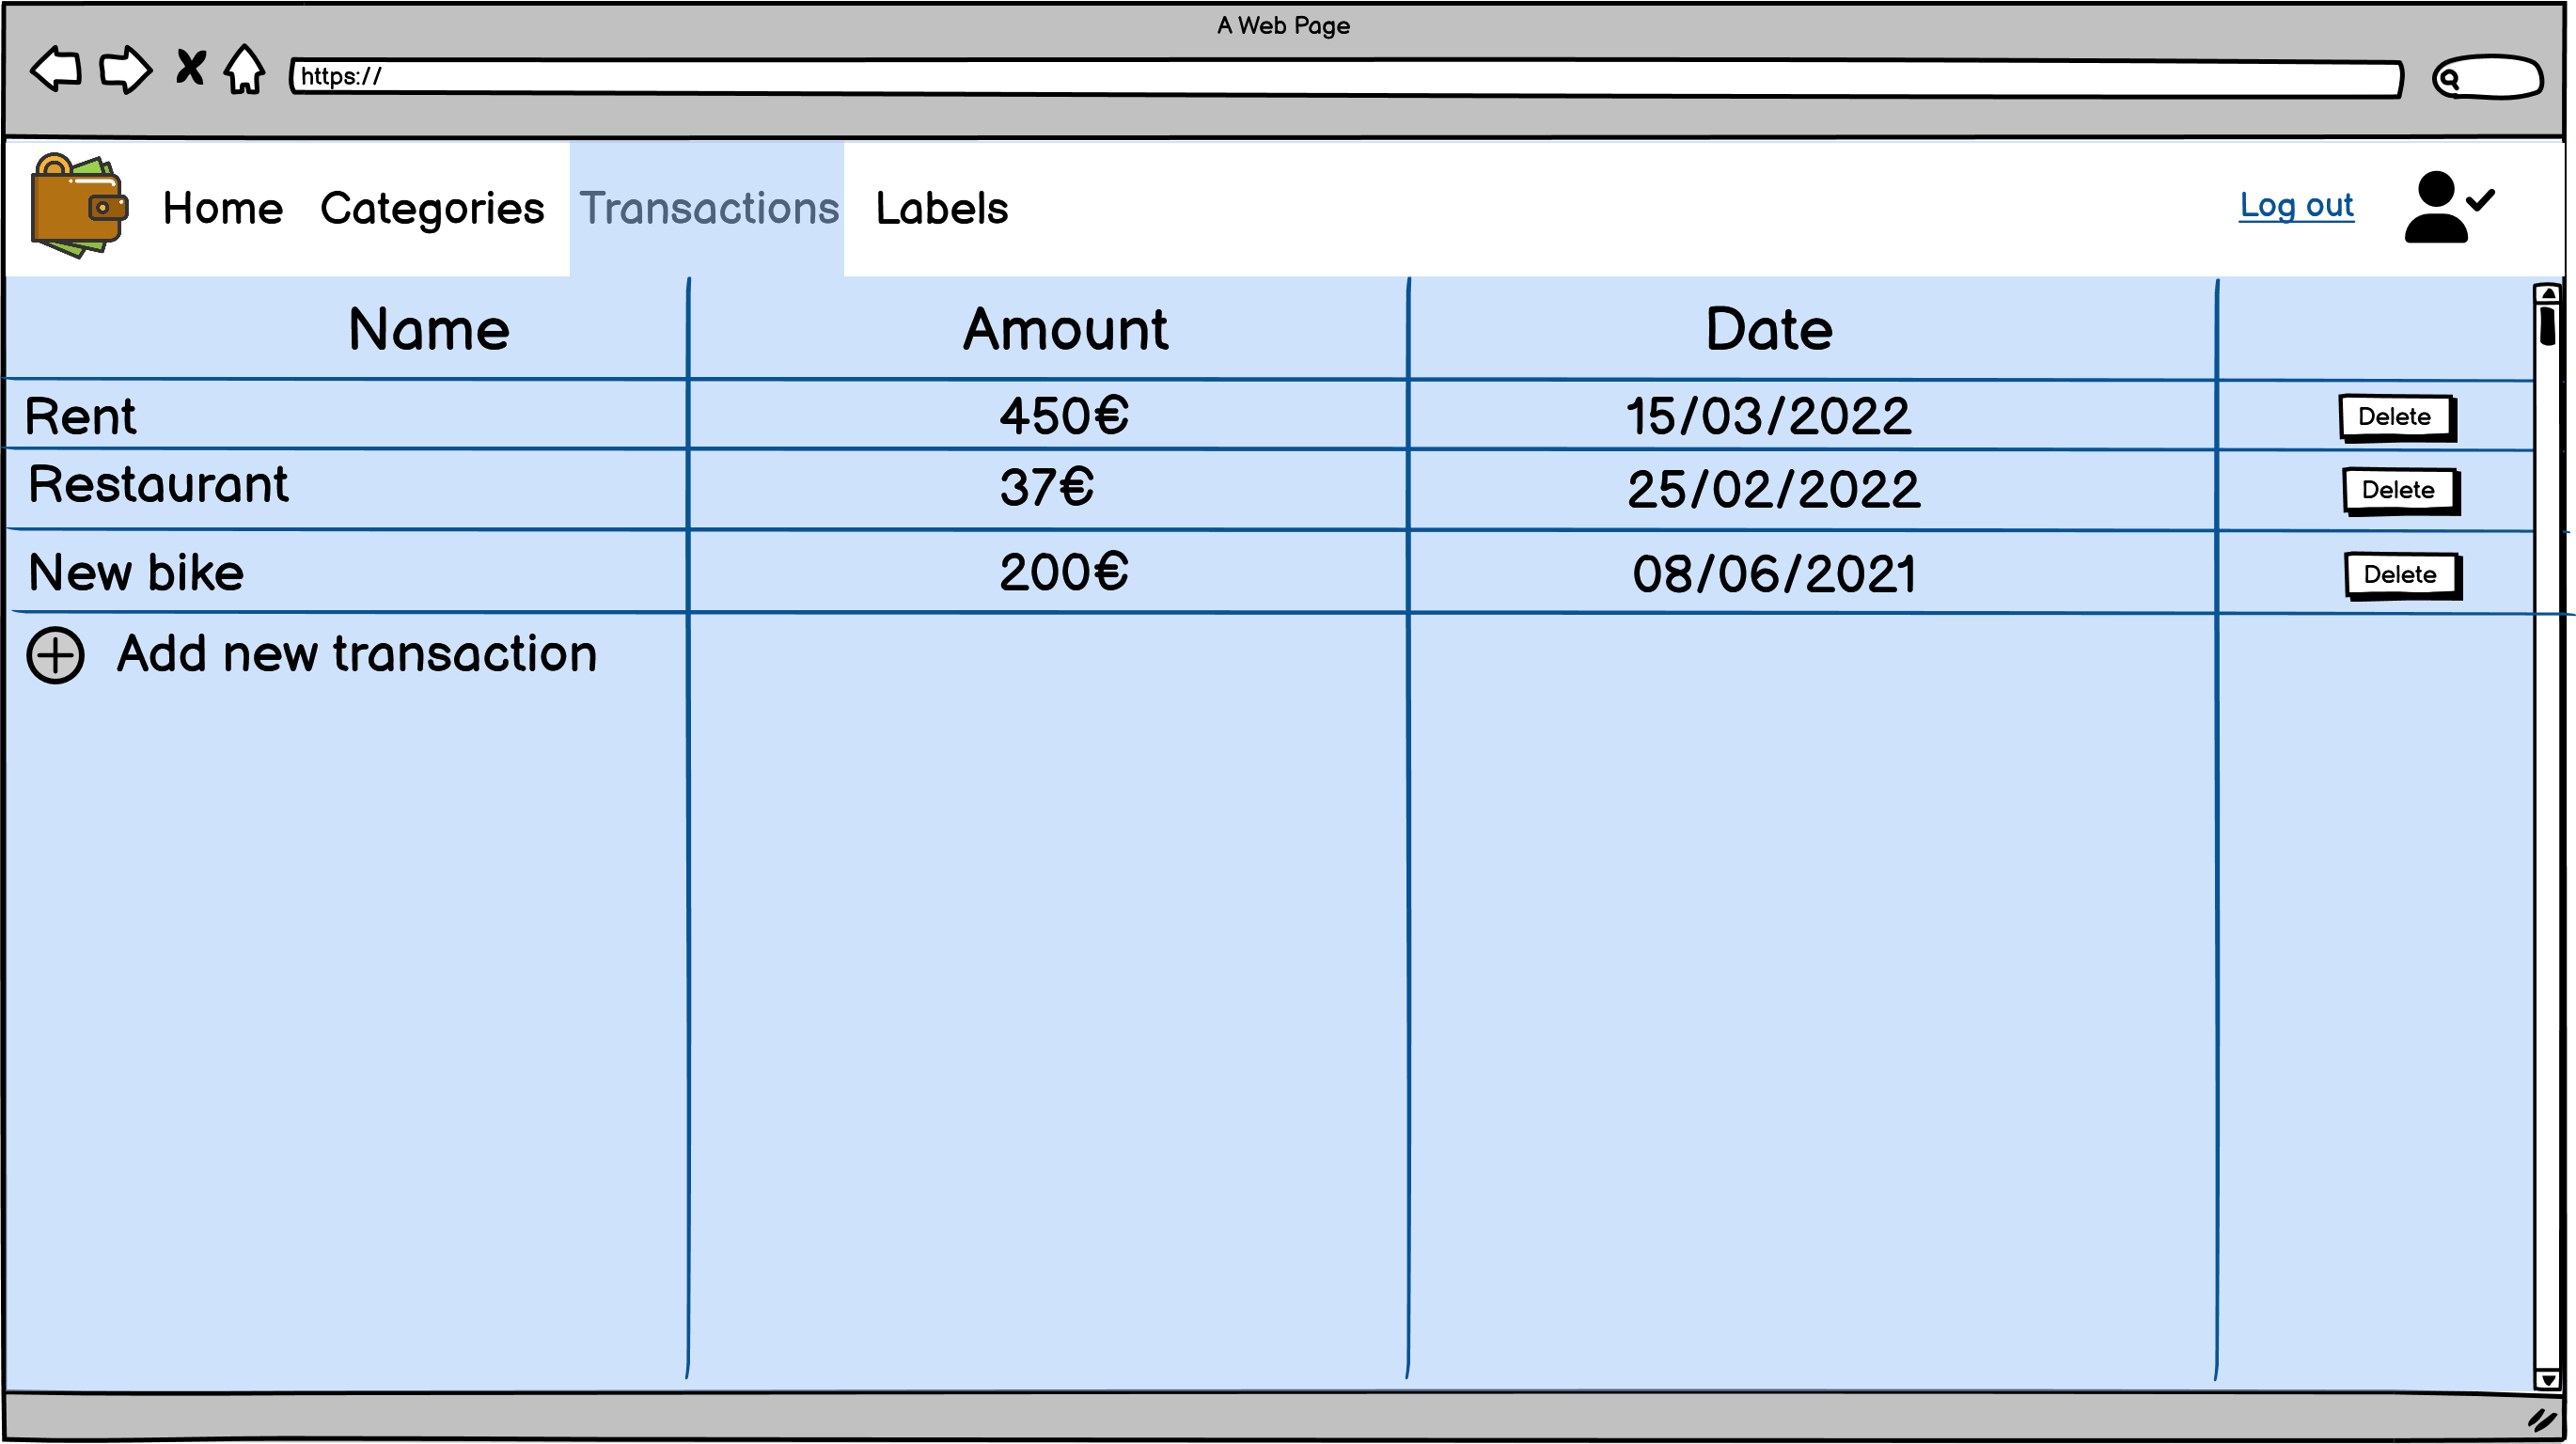 A Web Page
https://
Home Categories Transactions Labels Log out
Name Amount Date
Rent 450€ 15/03/2022 Delete
Restaurant 37€ 25/02/2022 Delete
New bike 200€ 08/06/2021 Delete
Add new transaction